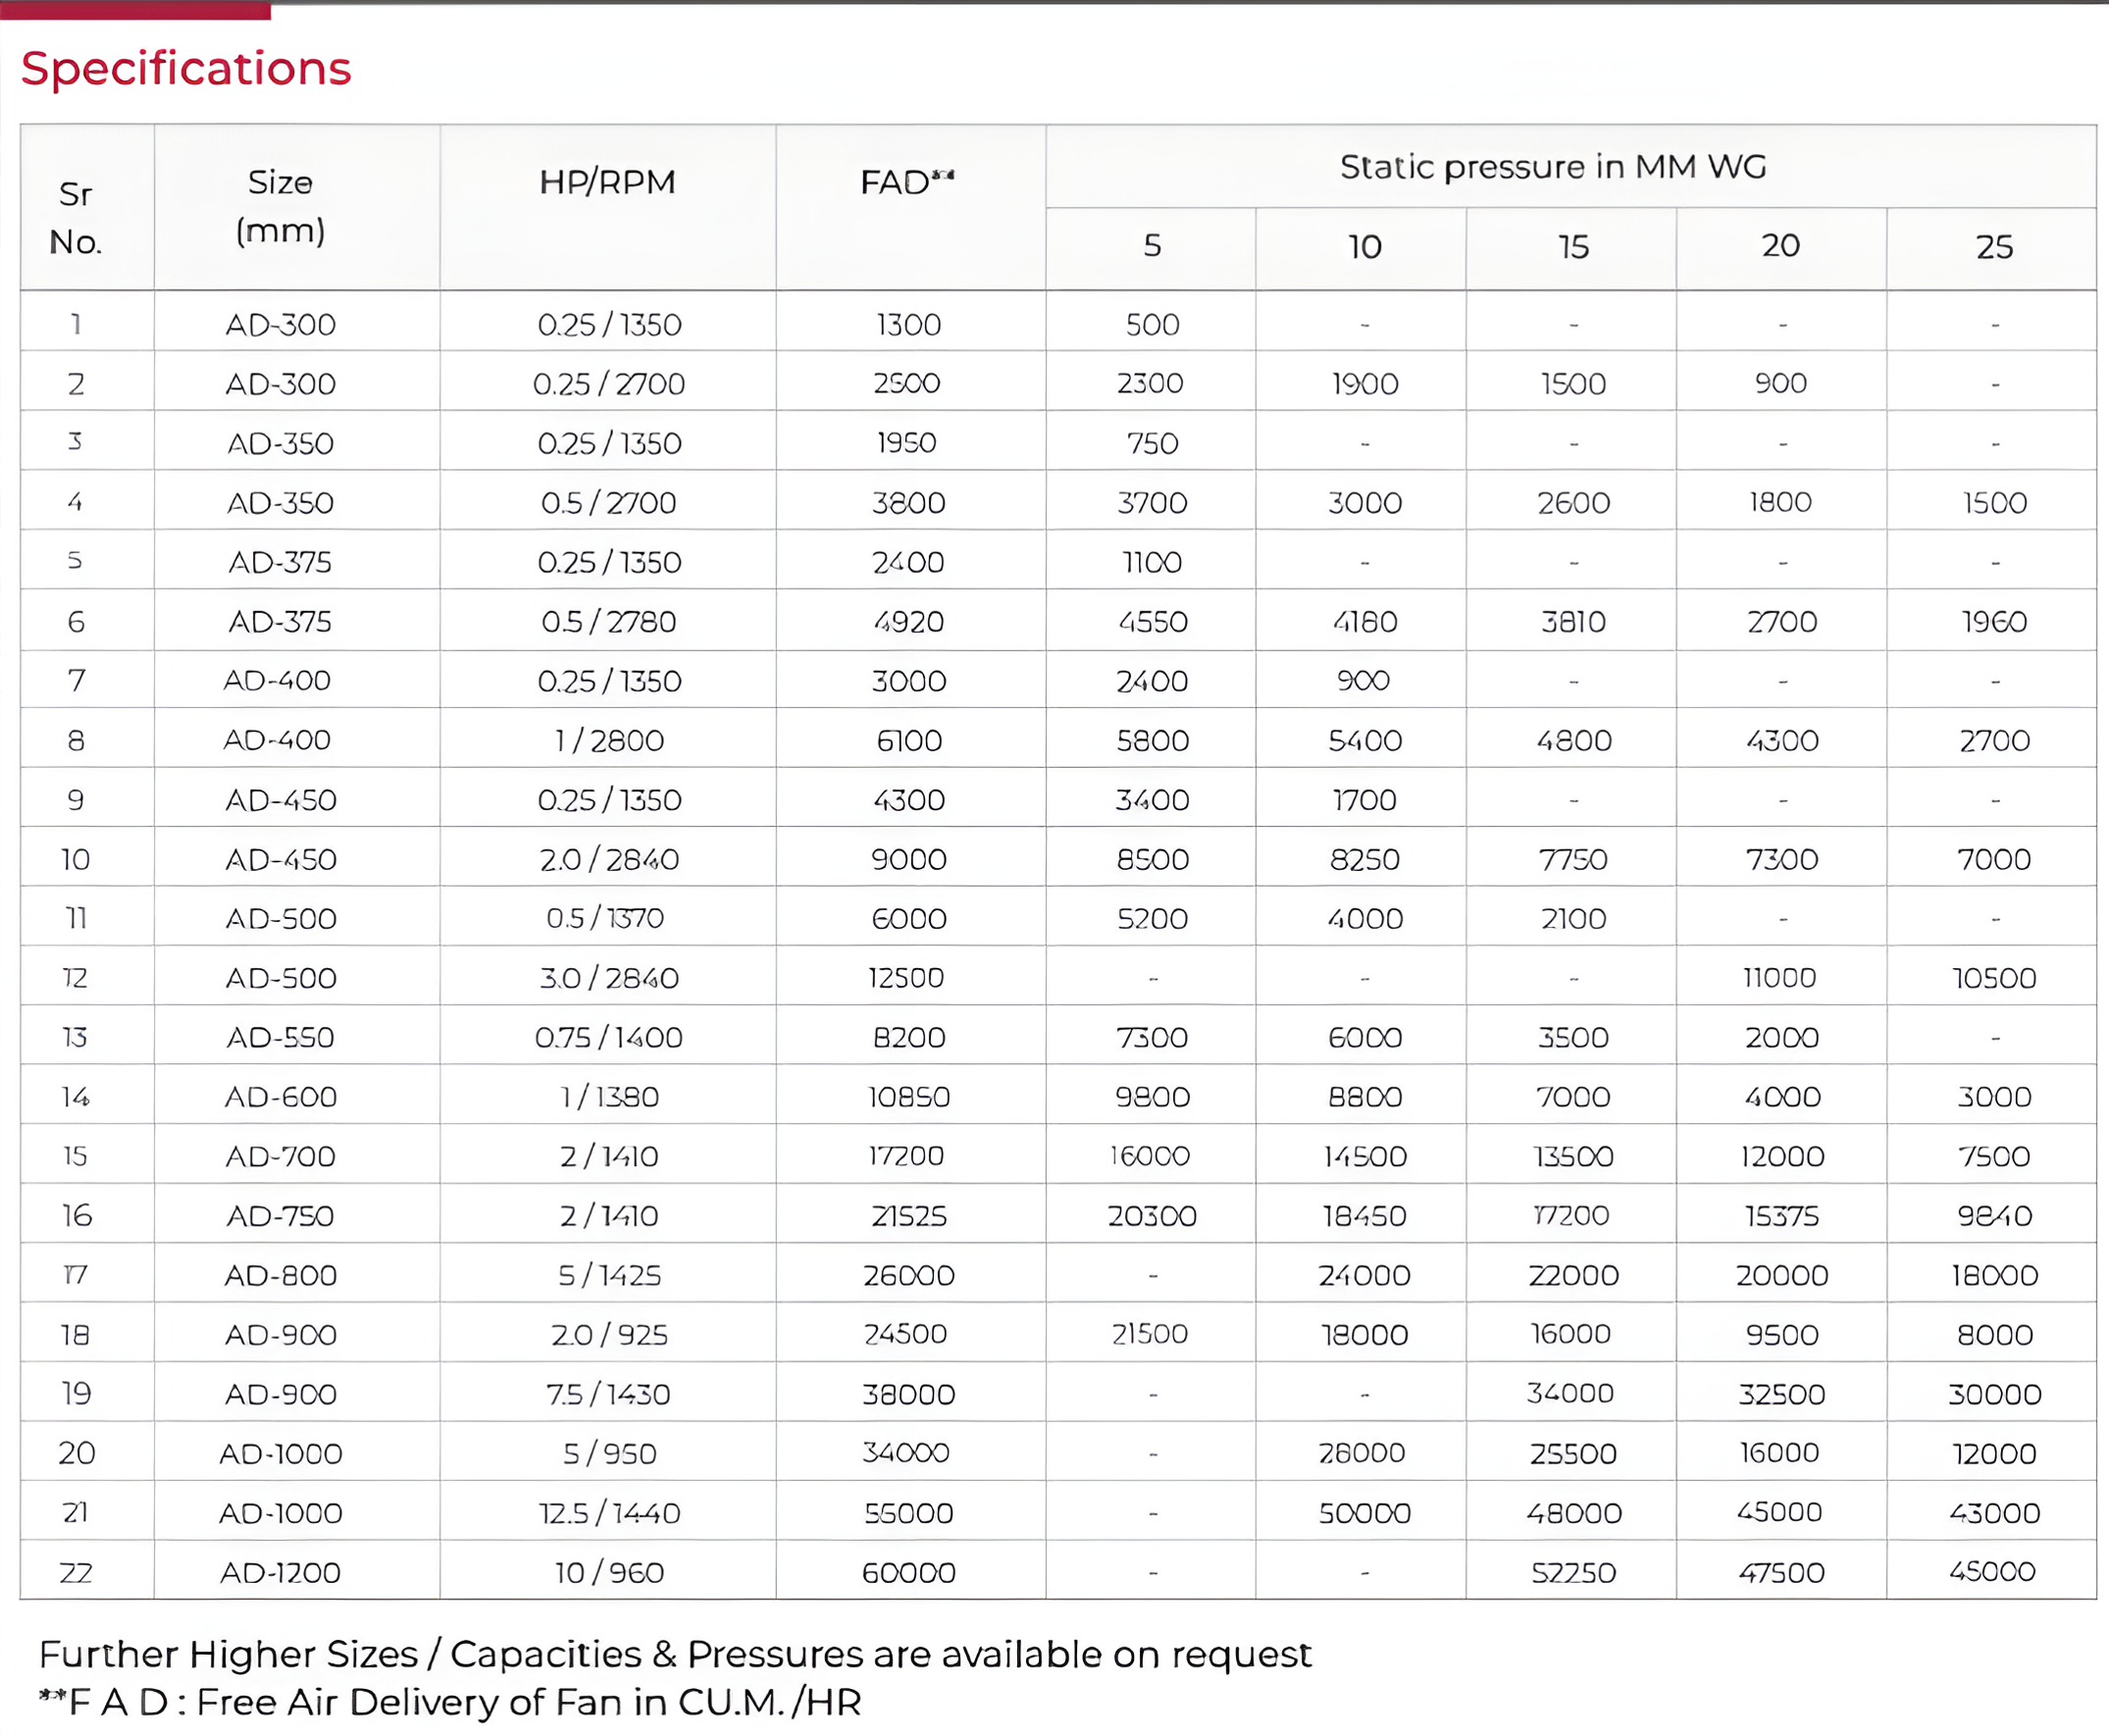 Specifications
Sr No. Size (mm) HP/RPM FAD** Static pressure in MM WG
5 10 15 20 25
1 AD-300 0.25 / 1350 1300 500 - - - -
2 AD-300 0.25 / 2700 2500 2300 1900 1500 900 -
3 AD-350 0.25 / 1350 1950 750 - - - -
4 AD-350 0.5 / 2700 3800 3700 3000 2600 1800 1500
5 AD-375 0.25 / 1350 2400 1100 - - - -
6 AD-375 0.5 / 2780 4920 4550 4180 3810 2700 1960
7 AD-400 0.25 / 1350 3000 2400 900 - - -
8 AD-400 1 / 2800 6100 5800 5400 4800 4300 2700
9 AD-450 0.25 / 1350 4300 3400 1700 - - -
10 AD-450 2.0 / 2840 9000 8500 8250 7750 7300 7000
11 AD-500 0.5 / 1370 6000 5200 4000 2100 - -
12 AD-500 3.0 / 2840 12500 - - - 11000 10500
13 AD-550 0.75 / 1400 8200 7300 6000 3500 2000 -
14 AD-600 1 / 1380 10850 9800 8800 7000 4000 3000
15 AD-700 2 / 1410 17200 16000 14500 13500 12000 7500
16 AD-750 2 / 1410 21525 20300 18450 17200 15375 9840
17 AD-800 5 / 1425 26000 - 24000 22000 20000 18000
18 AD-900 2.0 / 925 24500 21500 18000 16000 9500 8000
19 AD-900 7.5 / 1430 38000 - - 34000 32500 30000
20 AD-1000 5 / 950 34000 - 28000 25500 16000 12000
21 AD-1000 12.5 / 1440 55000 - 50000 48000 45000 43000
22 AD-1200 10 / 960 60000 - - 52250 47500 45000
Further Higher Sizes / Capacities & Pressures are available on request
**F A D : Free Air Delivery of Fan in CU.M. /HR